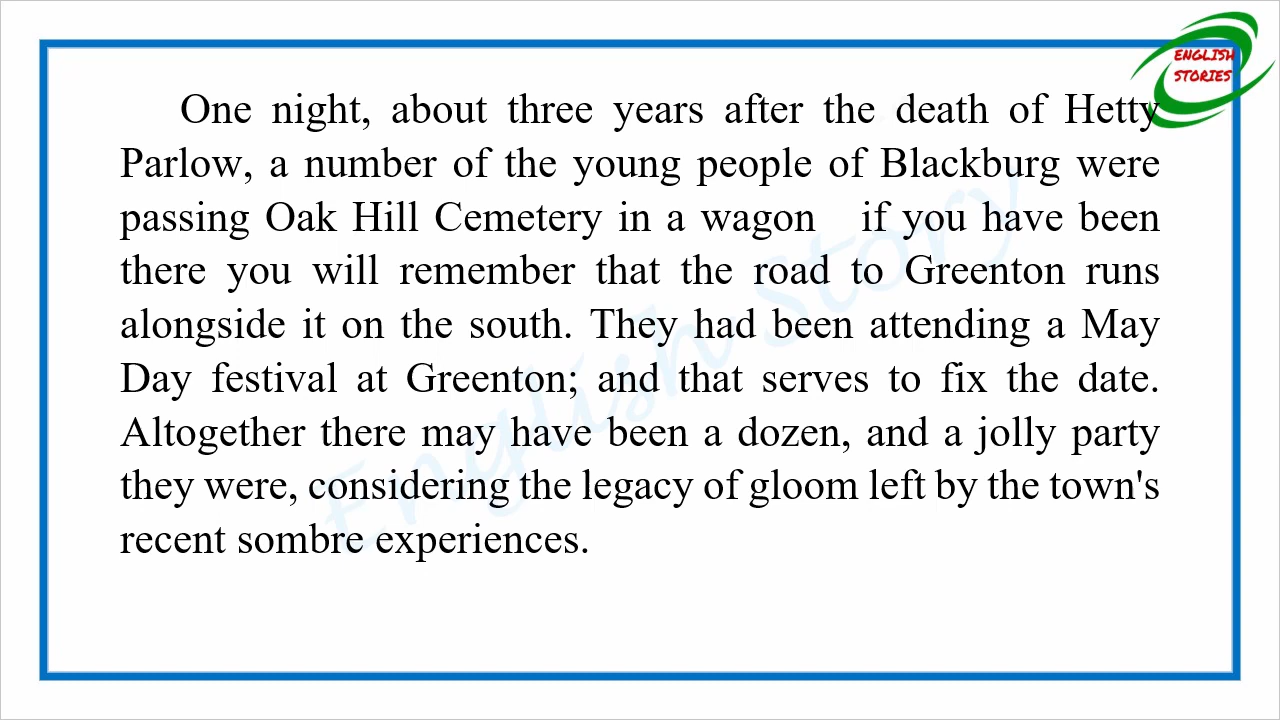 ENGLISH
STORIES
One night, about three years after the death of Hetty
Parlow, a number of the young people of Blackburg were
passing Oak Hill Cemetery in a wagon if you have been
there you will remember that the road to Greenton runs
alongside it on the south. They had been attending a May
Day festival at Greenton; and that serves to fix the date.
Altogether there may have been a dozen, and a jolly party
they were, considering the legacy of gloom left by the town's
recent sombre experiences.
English Story